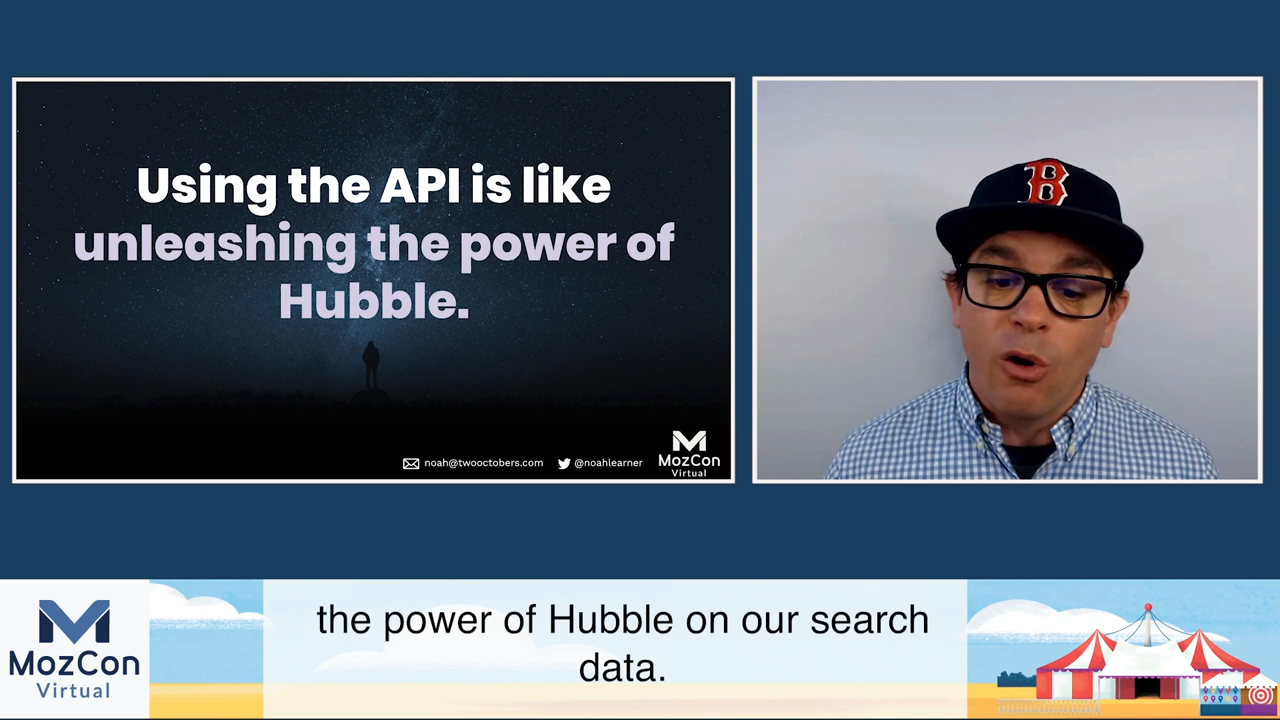 Using the API is like
unleashing the power of
Hubble.
noah@twooctobers.com
@noahlearner
MozCon
Virtual
B
MozCon
Virtual
the power of Hubble on our search
data.